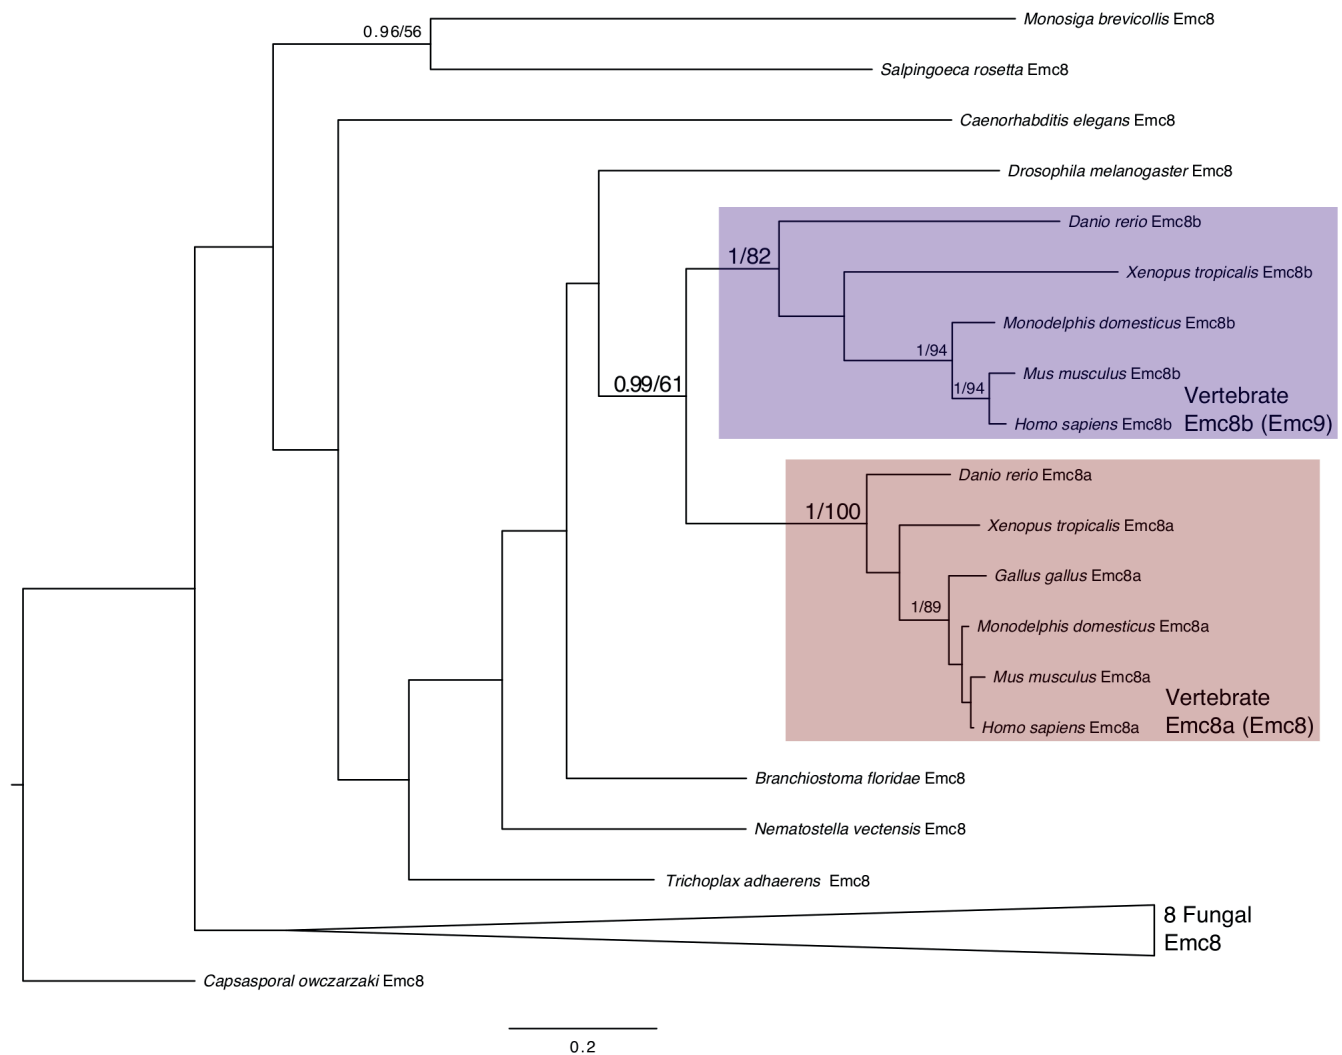 Monosiga brevicollis Emc8
0.96/56
Salpingoeca rosetta Emc8
Caenorhabditis elegans Emc8
Drosophila melanogaster Emc8
Danio rerio Emc8b
1/82
Xenopus tropicalis Emc8b
Monodelphis domesticus Emc8b
1/94
Mus musculus Emc8b
1/94
0.99/61
Vertebrate
Homo sapiens Emc8b
Emc8b (Emc9)
Danio rerio Emc8a
1/100
Xenopus tropicalis Emc8a
Gallus gallus Emc8a
1/89
Monodelphis domesticus Emc8a
Mus musculus Emc8a
Vertebrate
Homo sapiens Emc8a
Emc8a (Emc8)
Branchiostoma floridae Emc8
Nematostella vectensis Emc8
Trichoplax adhaerens Emc8
8 Fungal
Emc8
Capsasporal owczarzaki Emc8
0.2